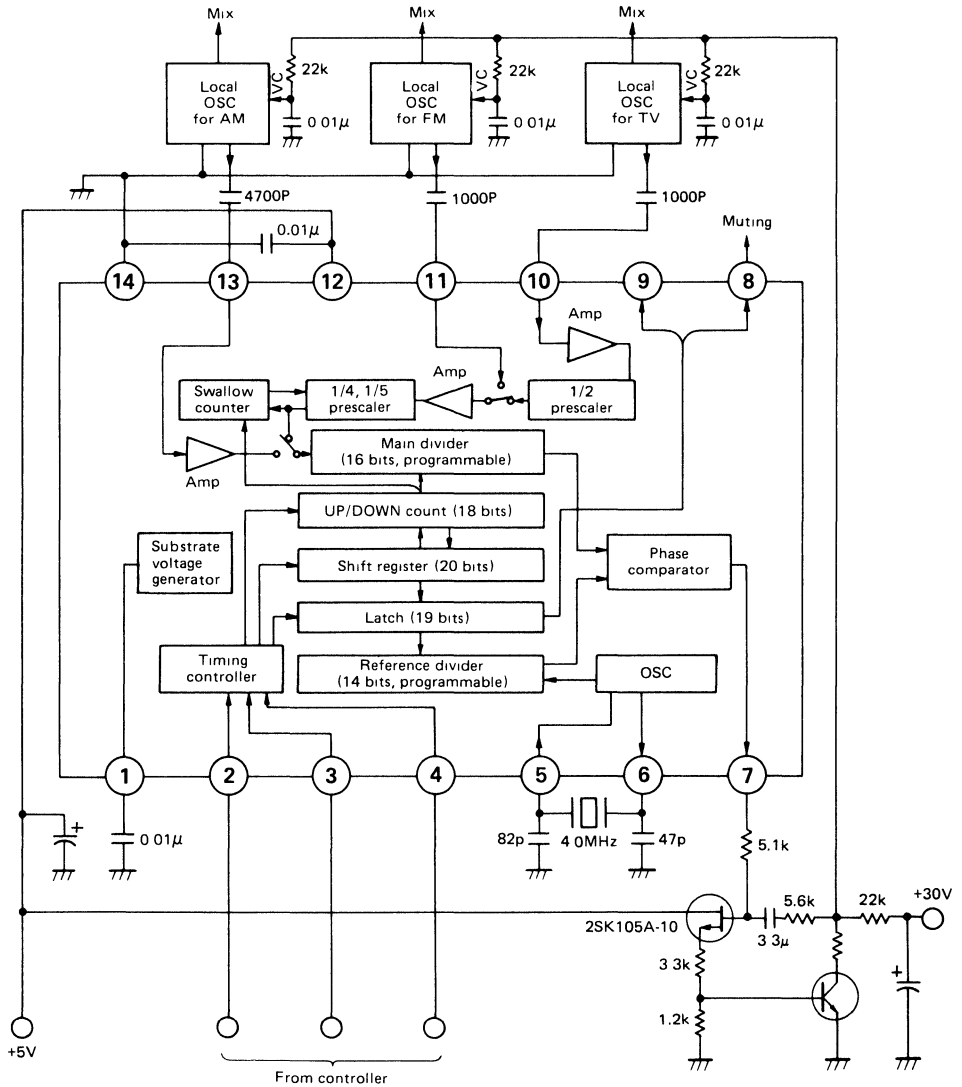 Mix
Mix
Mix
22k
22k
22k
VC
VC
VC
Local
OSC
for AM
Local
OSC
for FM
Local
OSC
for TV
0 01μ
0 01μ
0 01μ
4700P
1000P
1000P
0.01μ
Muting
14
13
12
11
10
9
8
Amp
Amp
Swallow
counter
1/4, 1/5
prescaler
1/2
prescaler
Main divider
(16 bits, programmable)
Amp
UP/DOWN count (18 bits)
Substrate
voltage
generator
Shift register (20 bits)
Phase
comparator
Latch (19 bits)
Timing
controller
Reference divider
(14 bits, programmable)
OSC
1
2
3
4
5
6
7
+
0 01μ
82p
4 0MHz
47p
5.1k
5.6k
22k
+30V
2SK105A-10
3 3μ
3 3k
+
1.2k
+5V
From controller